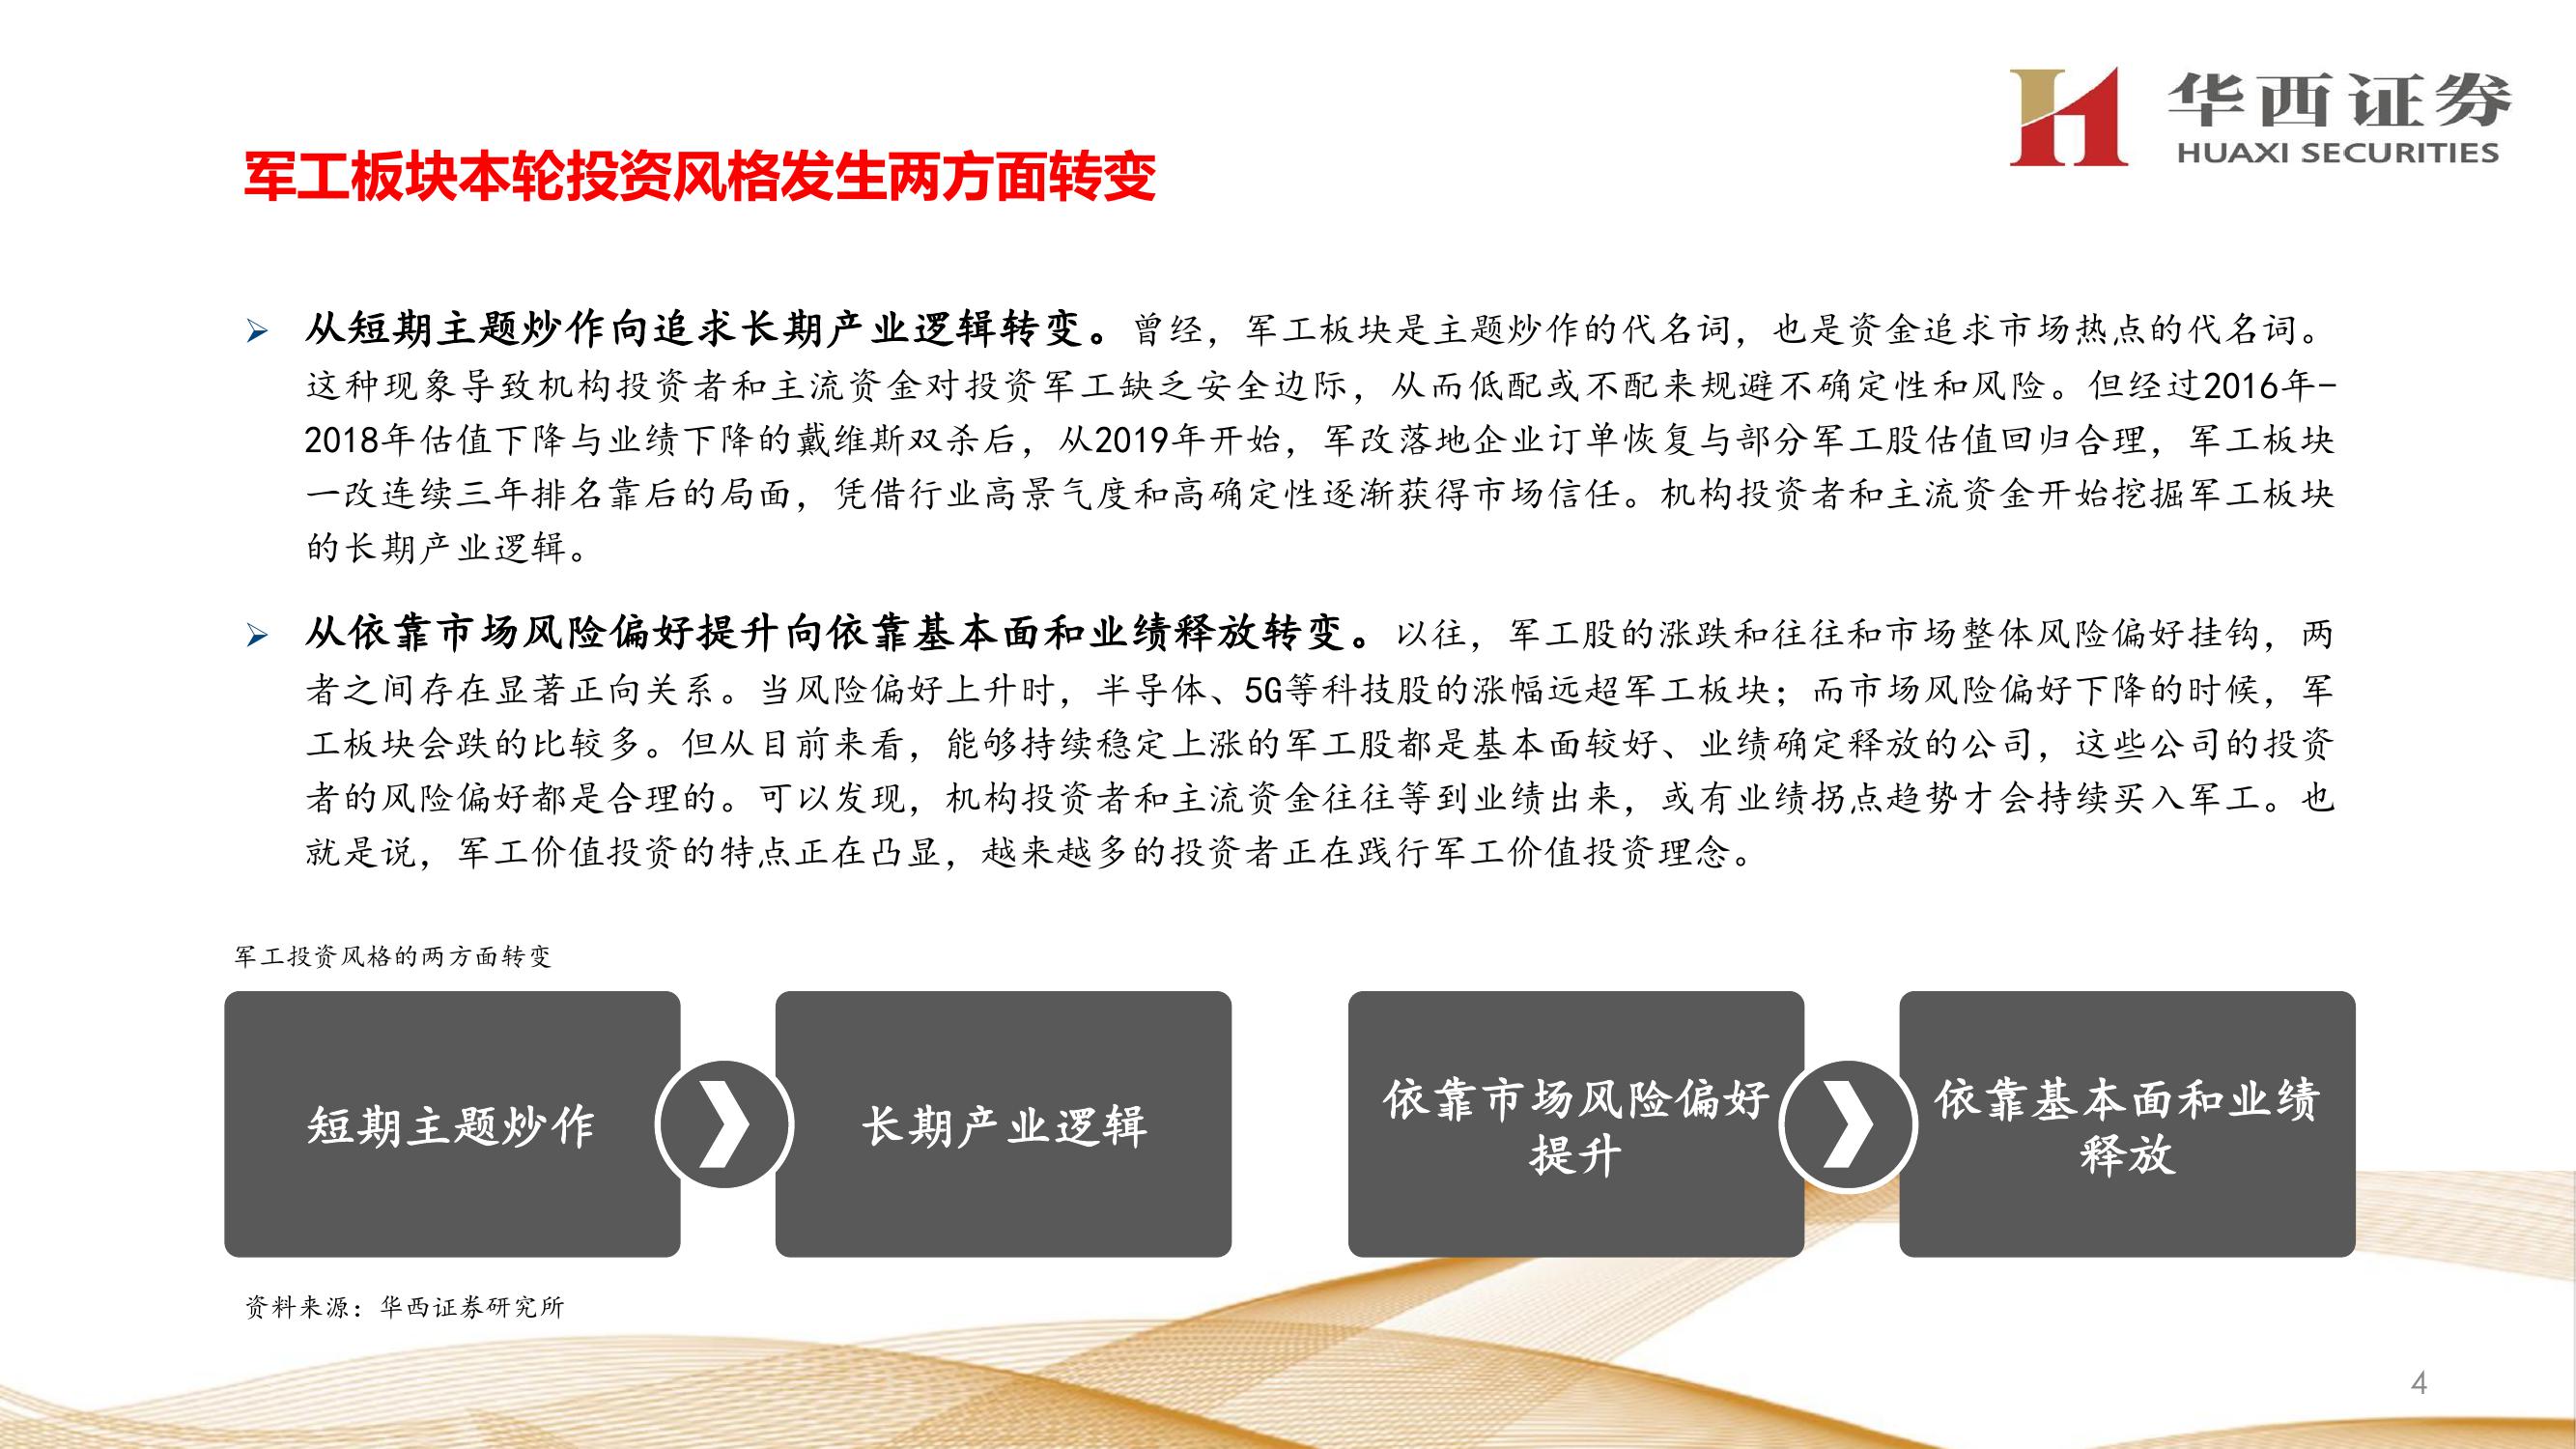 华西证券
HUAXI SECURITIES
军工板块本轮投资风格发生两方面转变
➢ 从短期主题炒作向追求长期产业逻辑转变。曾经，军工板块是主题炒作的代名词，也是资金追求市场热点的代名词。
这种现象导致机构投资者和主流资金对投资军工缺乏安全边际，从而低配或不配来规避不确定性和风险。但经过2016年-
2018年估值下降与业绩下降的戴维斯双杀后，从2019年开始，军改落地企业订单恢复与部分军工股估值回归合理，军工板块
一改连续三年排名靠后的局面，凭借行业高景气度和高确定性逐渐获得市场信任。机构投资者和主流资金开始挖掘军工板块
的长期产业逻辑。
➢ 从依靠市场风险偏好提升向依靠基本面和业绩释放转变。以往，军工股的涨跌和往往和市场整体风险偏好挂钩，两
者之间存在显著正向关系。当风险偏好上升时，半导体、5G等科技股的涨幅远超军工板块；而市场风险偏好下降的时候，军
工板块会跌的比较多。但从目前来看，能够持续稳定上涨的军工股都是基本面较好、业绩确定释放的公司，这些公司的投资
者的风险偏好都是合理的。可以发现，机构投资者和主流资金往往等到业绩出来，或有业绩拐点趋势才会持续买入军工。也
就是说，军工价值投资的特点正在凸显，越来越多的投资者正在践行军工价值投资理念。
军工投资风格的两方面转变
短期主题炒作
长期产业逻辑
依靠市场风险偏好
提升
依靠基本面和业绩
释放
资料来源：华西证券研究所
4